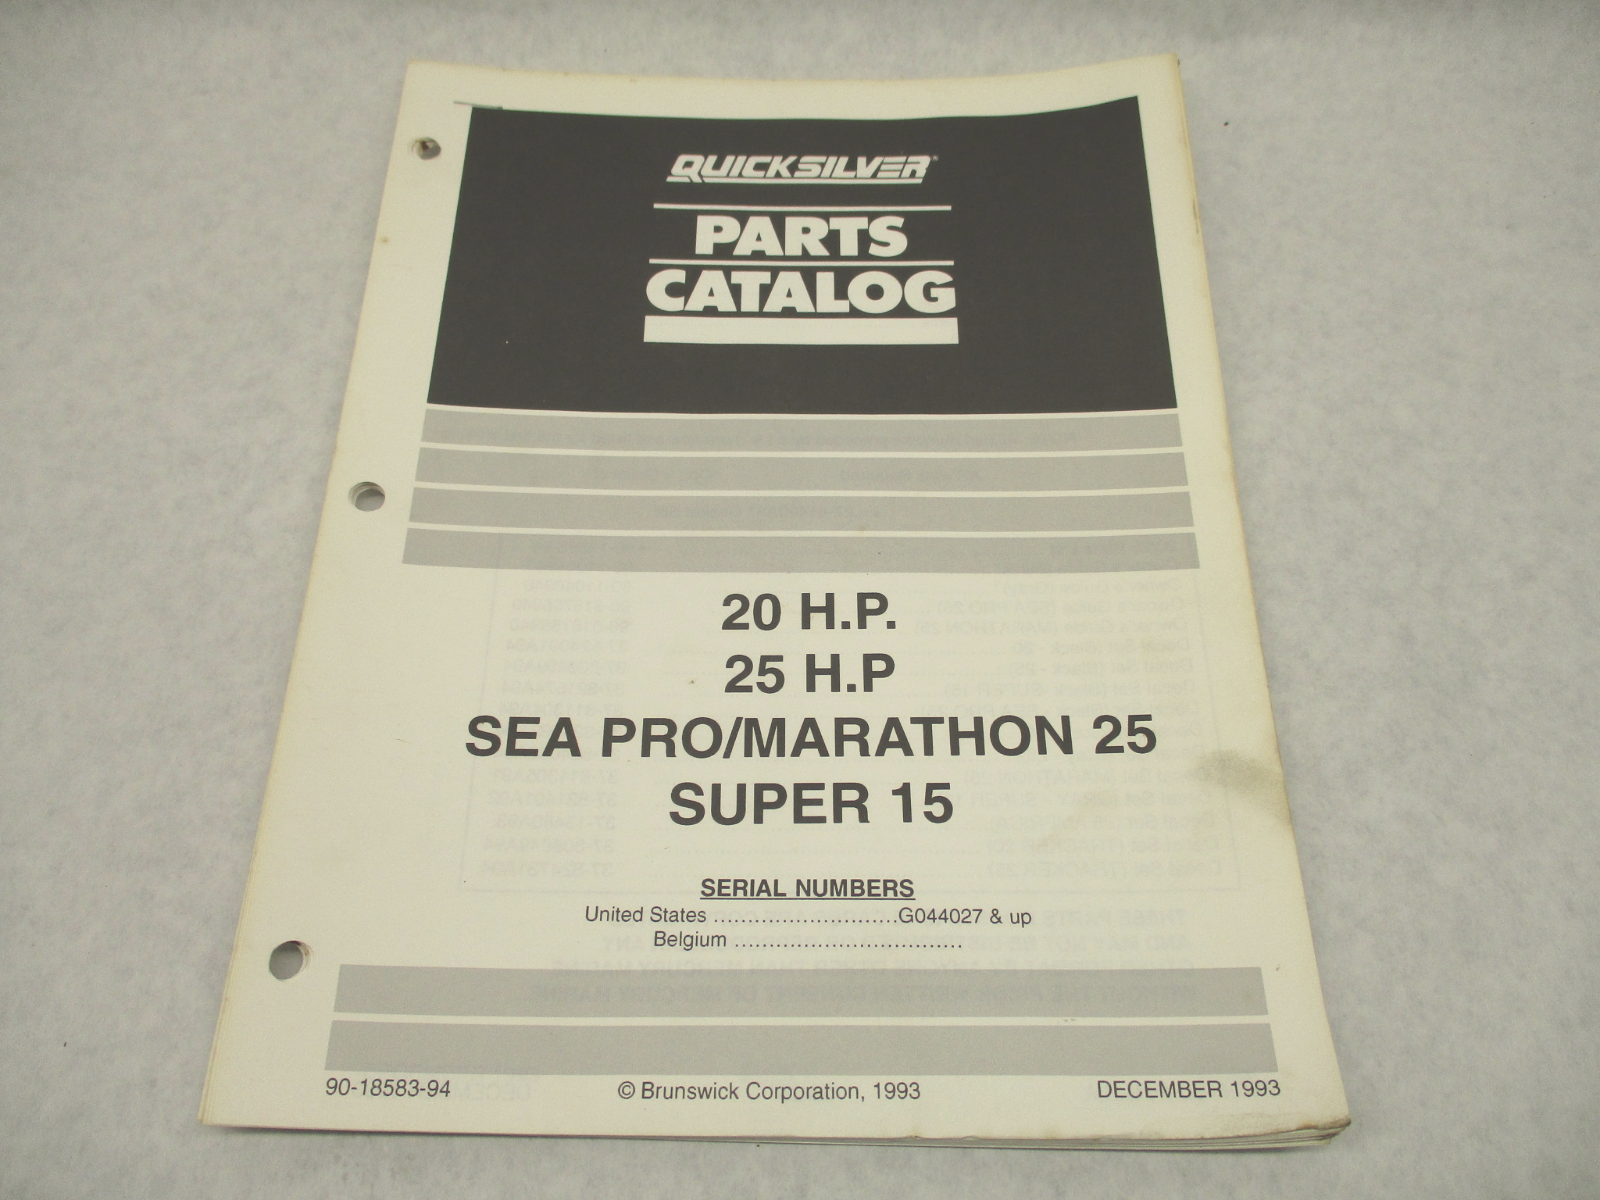 QUICKSILVER®
PARTS
CATALOG
20 H.P.
25 H.P
SEA PRO/MARATHON 25
SUPER 15
SERIAL NUMBERS
United States ...........................G044027 & up
Belgium .................................
90-18583-94 © Brunswick Corporation, 1993 DECEMBER 1993